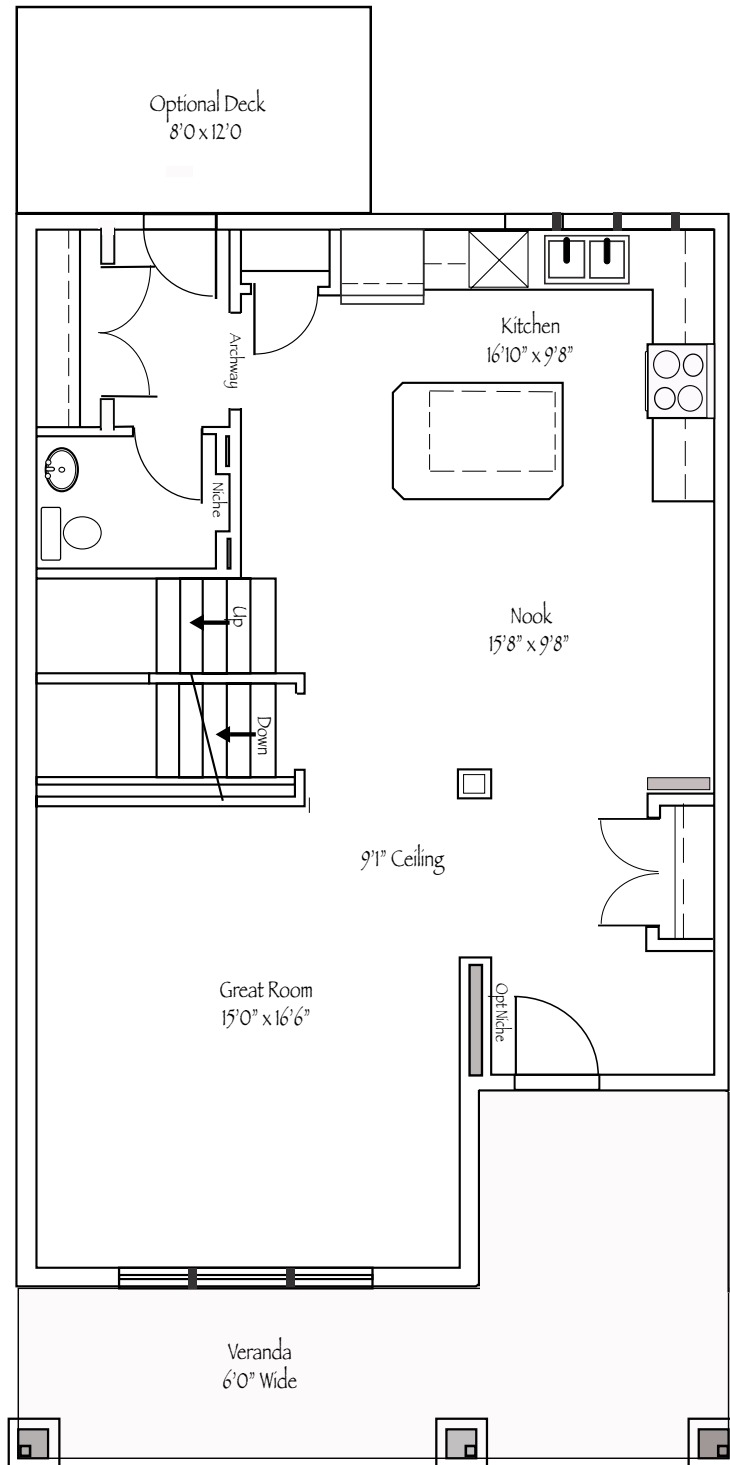 Optional Deck
8'0 x 12'0
Kitchen
16'10" x 9'8"
Archway
Niche
Up
Nook
15'8" x 9'8"
Down
9'1" Ceiling
Great Room
15'0" x 16'6"
Opt Niche
Veranda
6'0" Wide